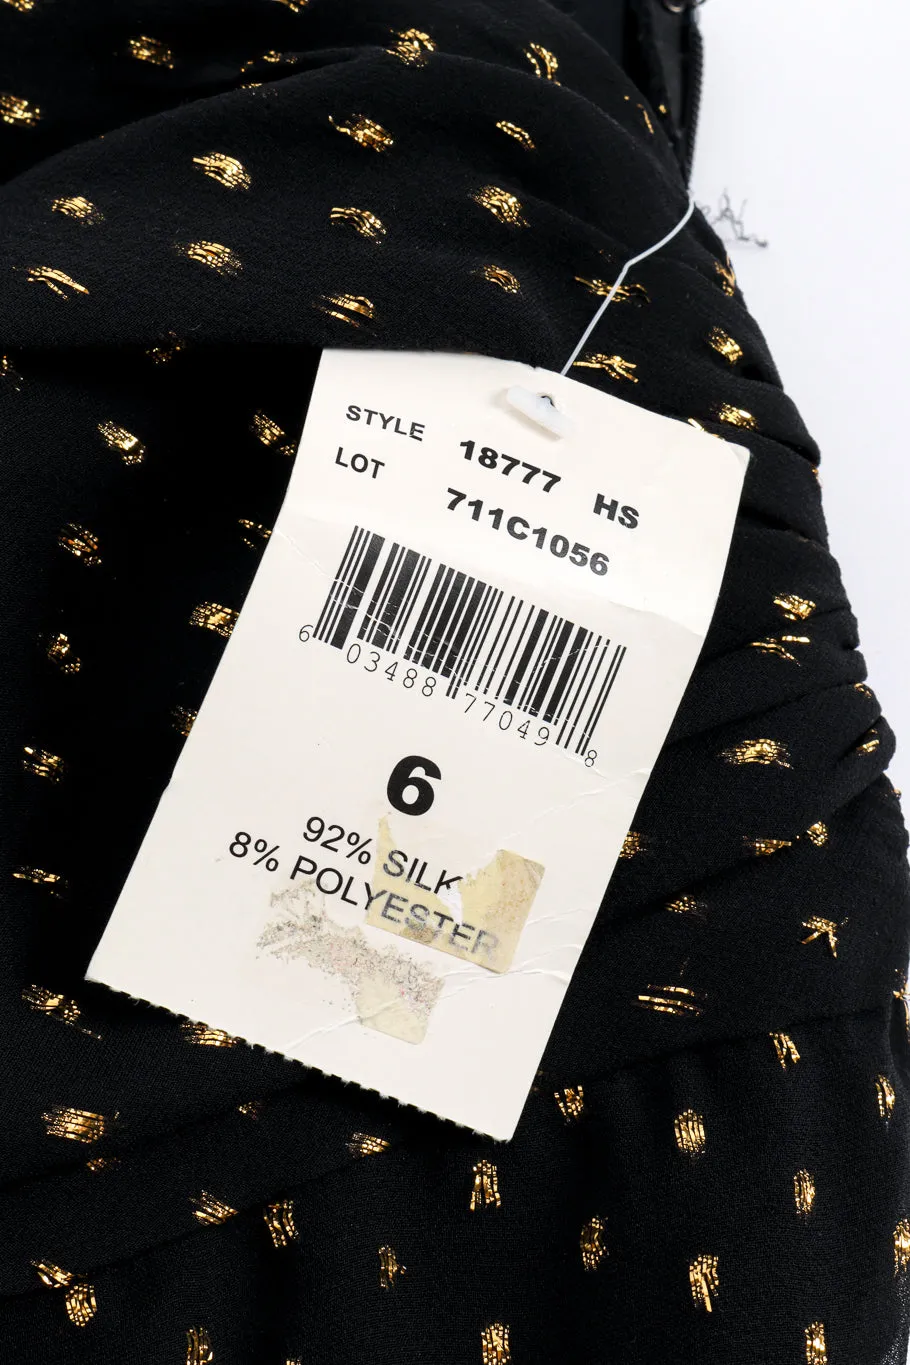 STYLE 18777 HS
LOT 711C1056
6 03488 77049 8
6
92% SILK
8% POLYESTER